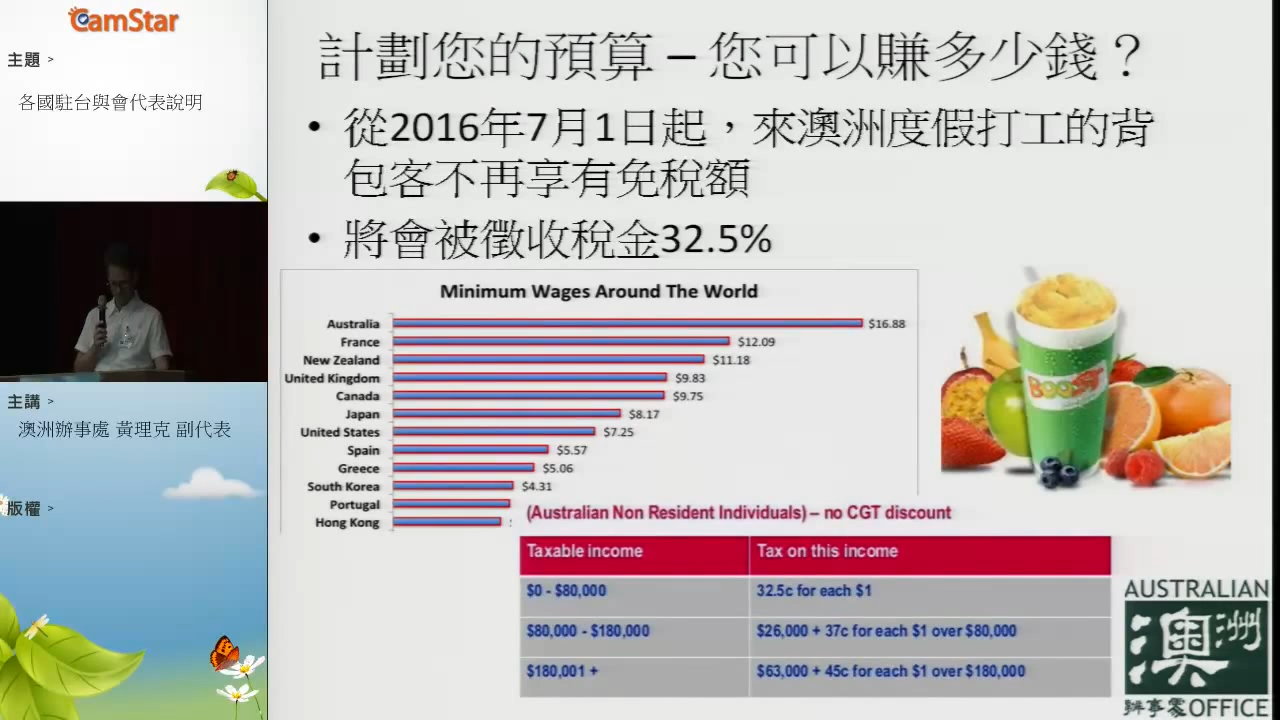 CamStar
主題 >
各國駐台與會代表說明
主講 >
澳洲辦事處 黃理克 副代表
版權 >
計劃您的預算 – 您可以賺多少錢？
• 從2016年7月1日起，來澳洲度假打工的背
包客不再享有免稅額
• 將會被徵收稅金32.5%
Minimum Wages Around The World
Australia $16.88
France $12.09
New Zealand $11.18
United Kingdom $9.83
Canada $9.75
Japan $8.17
United States $7.25
Spain $5.57
Greece $5.06
South Korea $4.31
Portugal
Hong Kong
BOOST
(Australian Non Resident Individuals) – no CGT discount
Taxable income Tax on this income
$0 - $80,000 32.5c for each $1
$80,000 - $180,000 $26,000 + 37c for each $1 over $80,000
$180,001 + $63,000 + 45c for each $1 over $180,000
AUSTRALIAN
澳洲
辦事處OFFICE